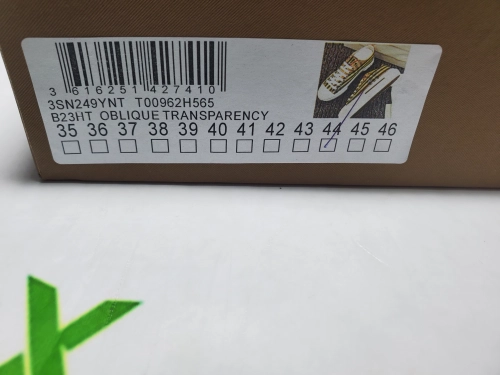 3 616251 427410
3SN249YNT T00962H565
B23HT OBLIQUE TRANSPARENCY
35 36 37 38 39 40 41 42 43 44 45 46